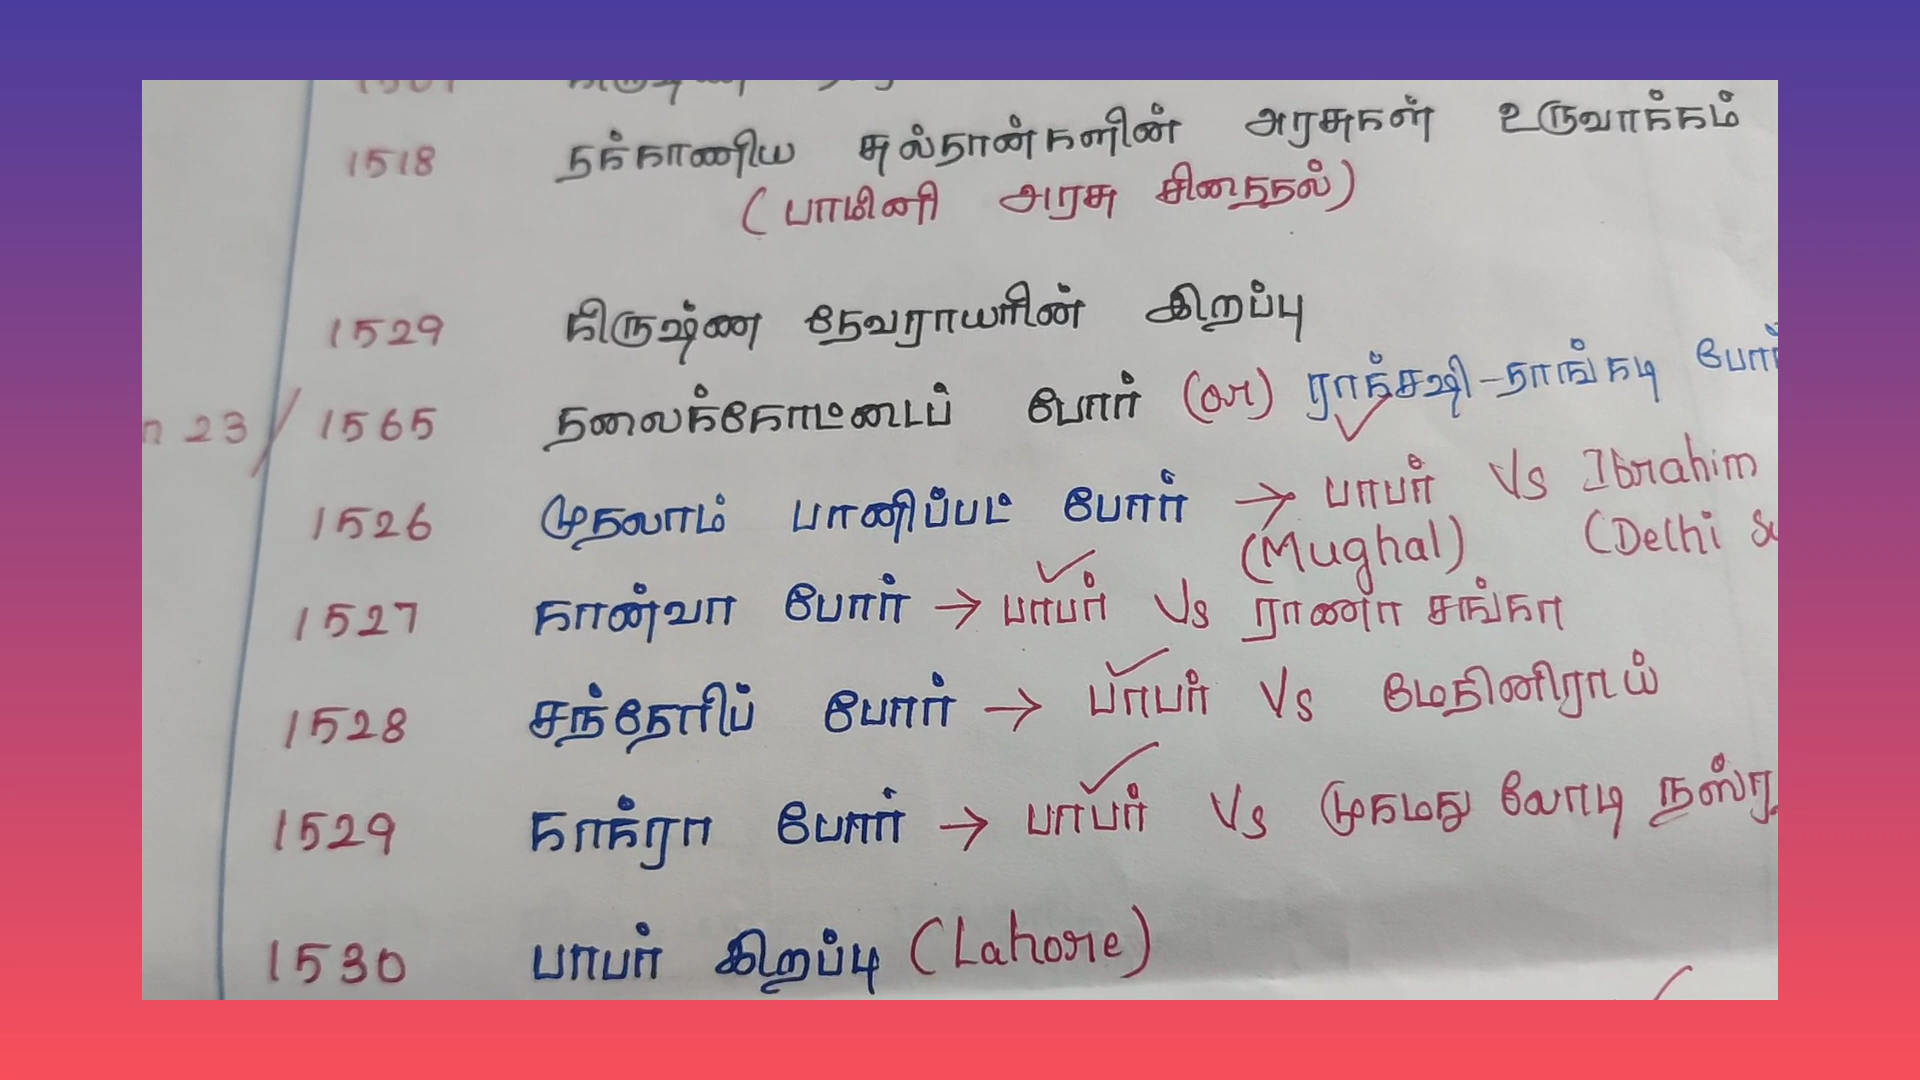 1518 தக்காணிய சுல்தான்களின் அரசுகள் உருவாக்கம்
(பாமினி அரசு சிதைதல்)
1529 கிருஷ்ண தேவராயரின் இறப்பு
23 / 1565 தலைக்கோட்டைப் போர் (or) ராக்சஷி-தாங்கடி போர்
1526 முதலாம் பானிப்பட் போர் → பாபர் Vs Ibrahim
(Mughal) (Delhi
1527 கான்வா போர் → பாபர் Vs ராணா சங்கா
1528 சந்தேரிப் போர் → பாபர் Vs மேதினிராய்
1529 காக்ரா போர் → பாபர் Vs முகமது லோடி
1530 பாபர் இறப்பு (Lahore)